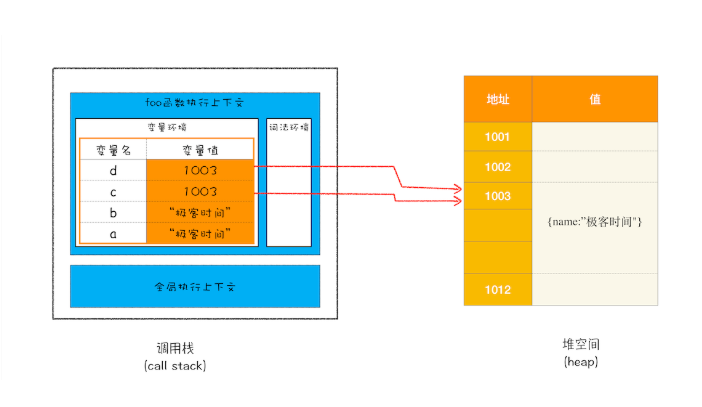 foo函数执行上下文
变量环境
词法环境
变量名 变量值
d 1003
c 1003
b “极客时间”
a “极客时间”
全局执行上下文
调用栈
(call stack)
地址 值
1001
1002
1003
{name:”极客时间"}
1012
堆空间
(heap)